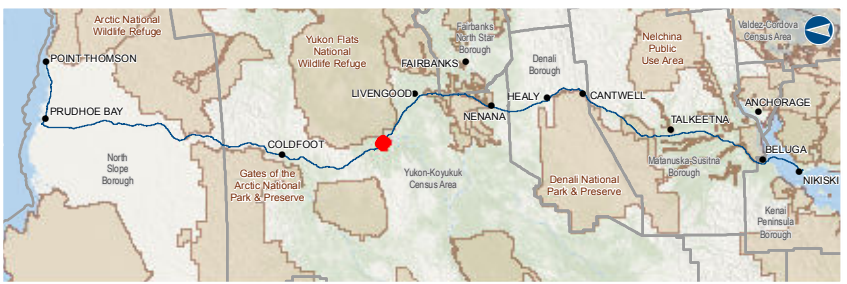 Arctic National
Wildlife Refuge
Yukon Flats
National
Wildlife Refuge
Fairbanks
North Star
Borough
Valdez-Cordova
Census Area
Nelchina
Public
Use Area
Denali
Borough
POINT THOMSON
FAIRBANKS
LIVENGOOD
HEALY
CANTWELL
NENANA
ANCHORAGE
PRUDHOE BAY
TALKEETNA
COLDFOOT
BELUGA
North
Slope
Borough
Gates of the
Arctic National
Park & Preserve
Yukon-Koyukuk
Census Area
Denali National
Park & Preserve
Matanuska-Susitna
Borough
NIKISKI
Kenai
Peninsula
Borough